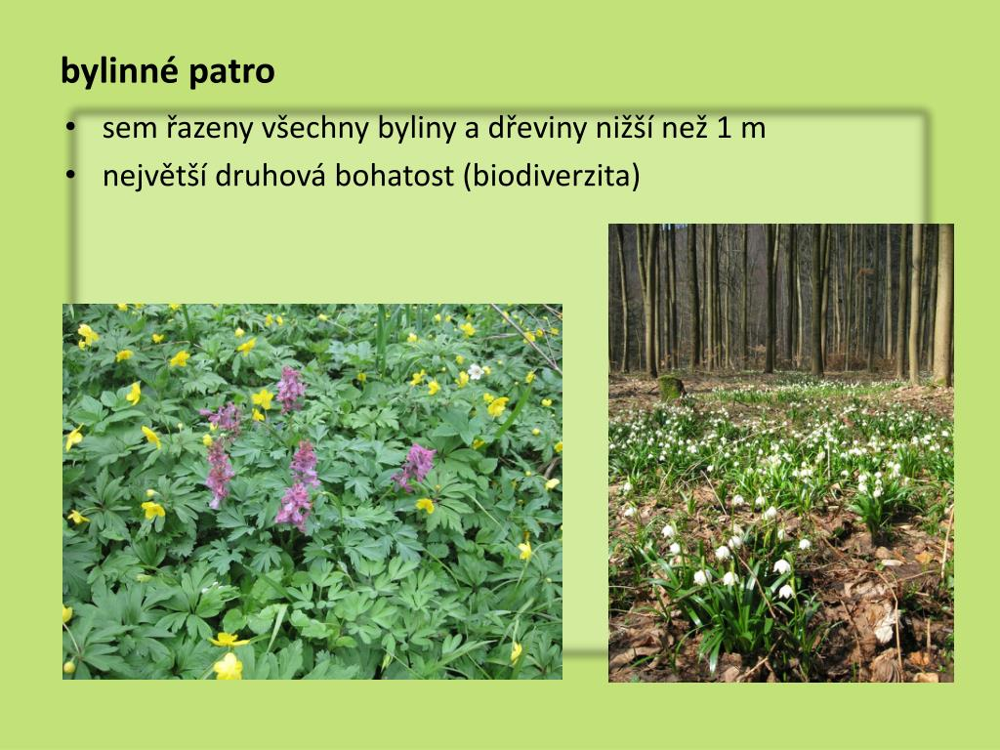 bylinné patro
• sem řazeny všechny byliny a dřeviny nižší než 1 m
• největší druhová bohatost (biodiverzita)